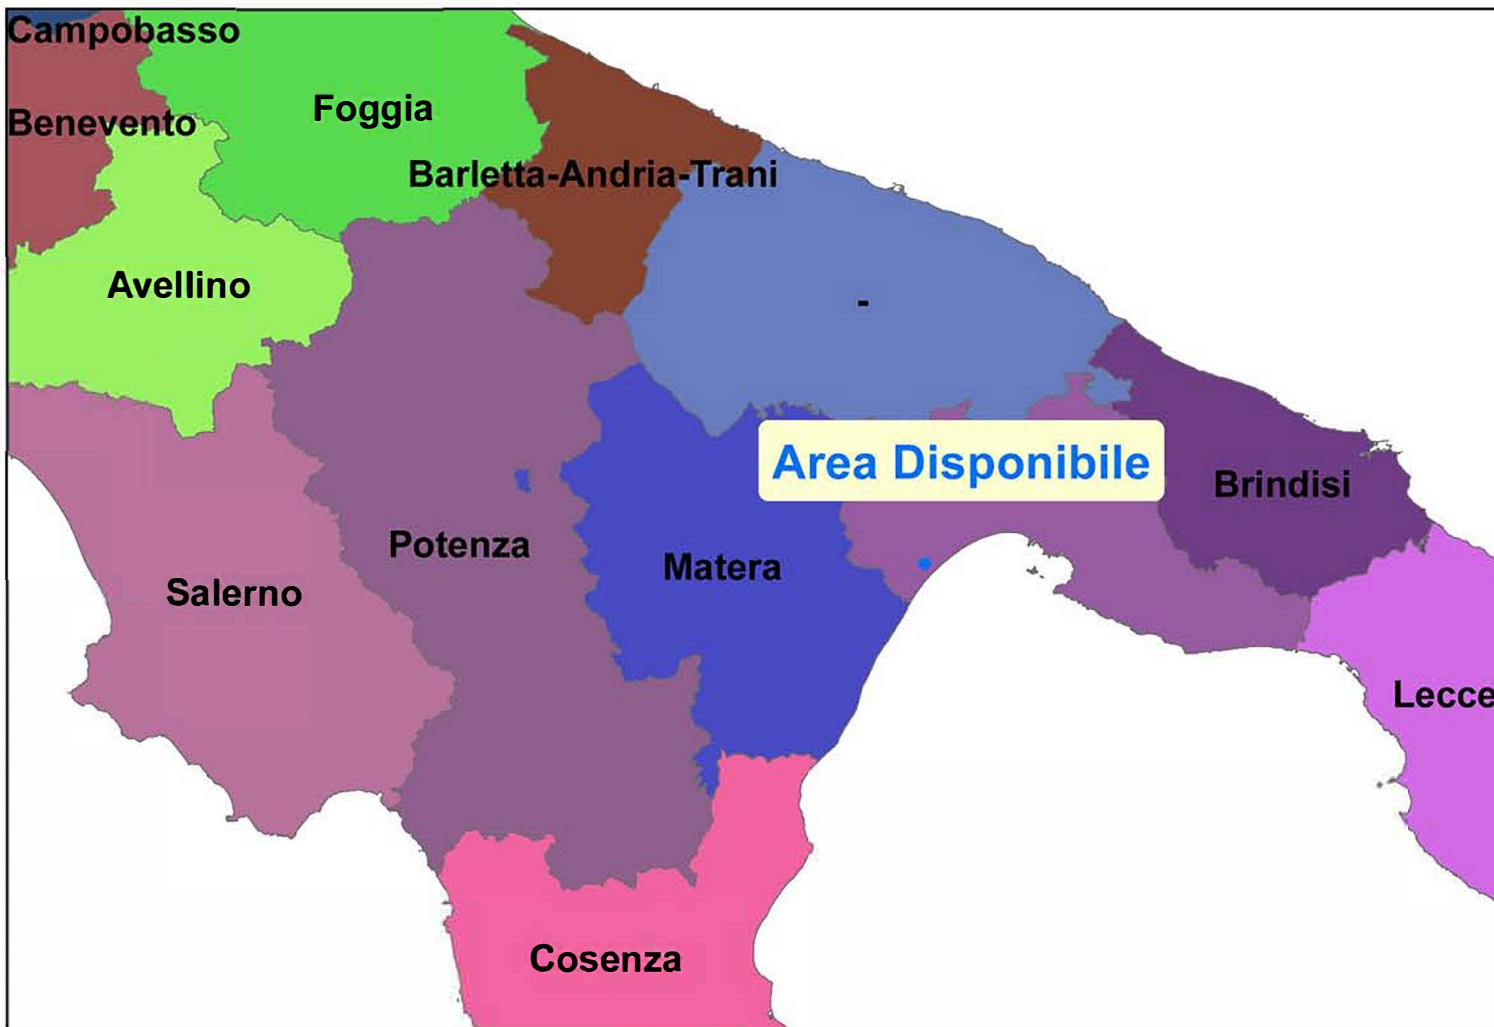 Campobasso
Foggia
Benevento
Barletta-Andria-Trani
Avellino
-
Area Disponibile
Brindisi
Potenza
Matera
Salerno
Lecce
Cosenza